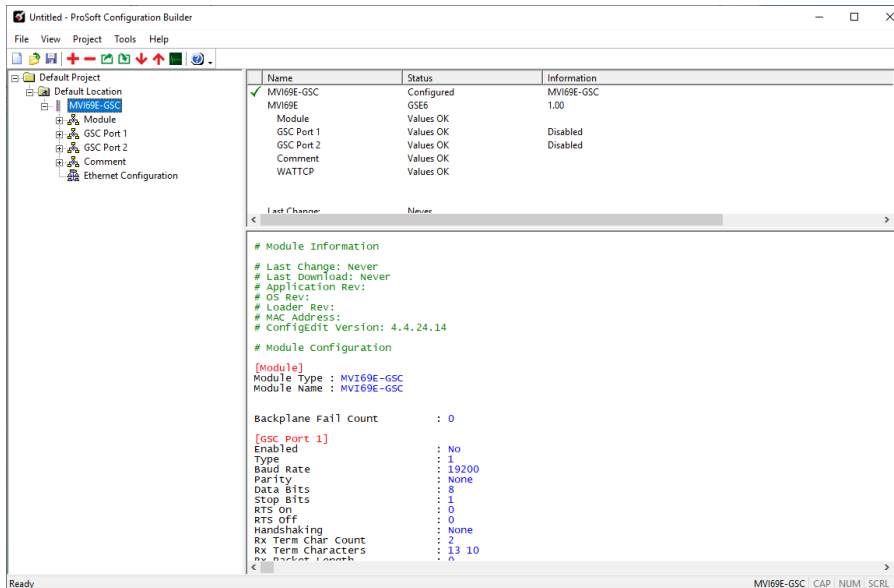 Untitled - ProSoft Configuration Builder
File View Project Tools Help
Default Project
Default Location
MVI69E-GSC
Module
GSC Port 1
GSC Port 2
Comment
Ethernet Configuration
Name Status Information
MVI69E-GSC Configured MVI69E-GSC
MVI69E GSE6 1.00
Module Values OK
GSC Port 1 Values OK Disabled
GSC Port 2 Values OK Disabled
Comment Values OK
WATTCP Values OK
Last Change: Never
# Module Information
# Last Change: Never
# Last Download: Never
# Application Rev:
# OS Rev:
# Loader Rev:
# MAC Address:
# ConfigEdit Version: 4.4.24.14
# Module Configuration
[Module]
Module Type : MVI69E-GSC
Module Name : MVI69E-GSC
Backplane Fail Count : 0
[GSC Port 1]
Enabled : No
Type : 1
Baud Rate : 19200
Parity : None
Data Bits : 8
Stop Bits : 1
RTS On : 0
RTS Off : 0
Handshaking : None
Rx Term Char Count : 2
Rx Term Characters : 13 10
Rx Packet Length : 0
Ready MVI69E-GSC CAP NUM SCRL